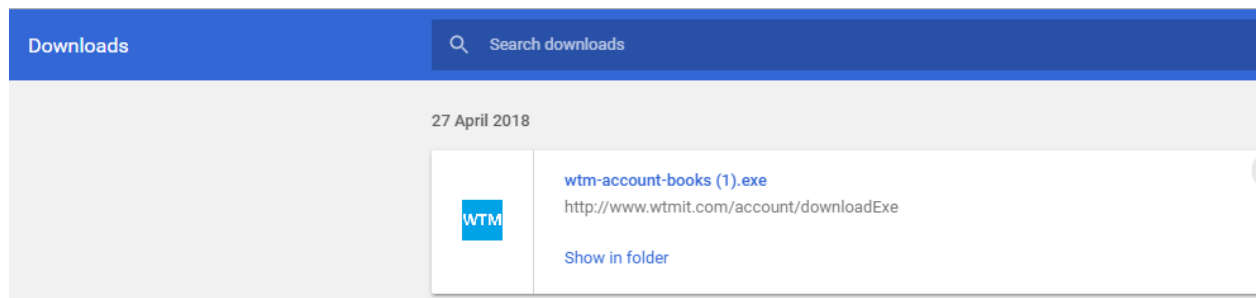 Downloads
Search downloads
27 April 2018
WTM
wtm-account-books (1).exe
http://www.wtmit.com/account/downloadExe
Show in folder